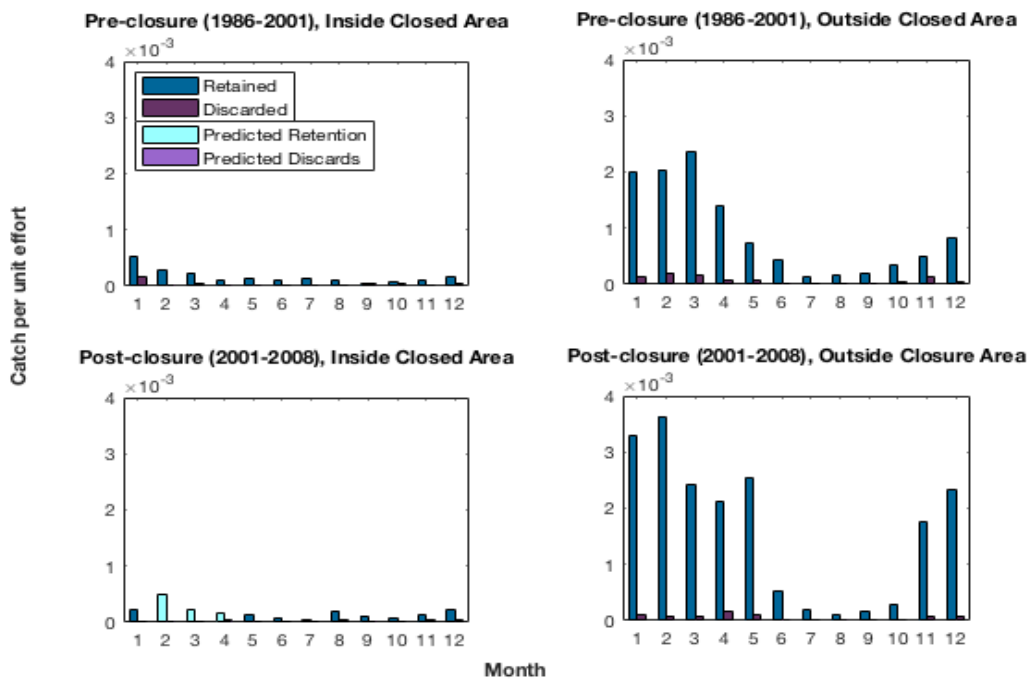 Pre-closure (1986-2001), Inside Closed Area
×10⁻³
4
3
2
1
0
Retained
Discarded
Predicted Retention
Predicted Discards
1 2 3 4 5 6 7 8 9 10 11 12
Pre-closure (1986-2001), Outside Closed Area
×10⁻³
4
3
2
1
0
1 2 3 4 5 6 7 8 9 10 11 12
Catch per unit effort
Post-closure (2001-2008), Inside Closed Area
×10⁻³
4
3
2
1
0
1 2 3 4 5 6 7 8 9 10 11 12
Post-closure (2001-2008), Outside Closure Area
×10⁻³
4
3
2
1
0
1 2 3 4 5 6 7 8 9 10 11 12
Month